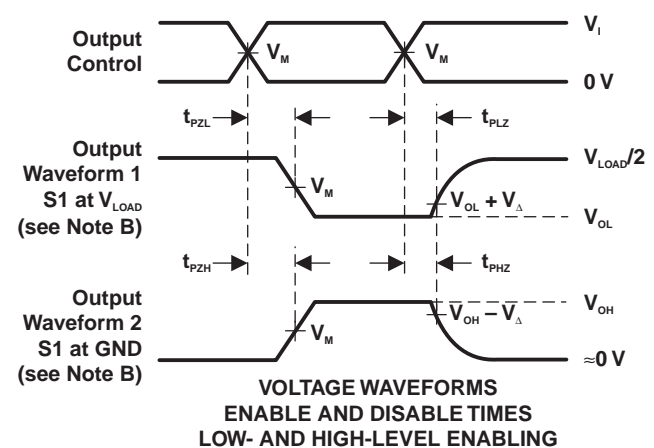 Output
Control
V_M
V_M
V_I
0 V
t_PZL
t_PLZ
Output
Waveform 1
S1 at V_LOAD
(see Note B)
V_M
V_OL + V_Δ
V_LOAD/2
V_OL
t_PZH
t_PHZ
Output
Waveform 2
S1 at GND
(see Note B)
V_M
V_OH − V_Δ
V_OH
≈0 V
VOLTAGE WAVEFORMS
ENABLE AND DISABLE TIMES
LOW- AND HIGH-LEVEL ENABLING